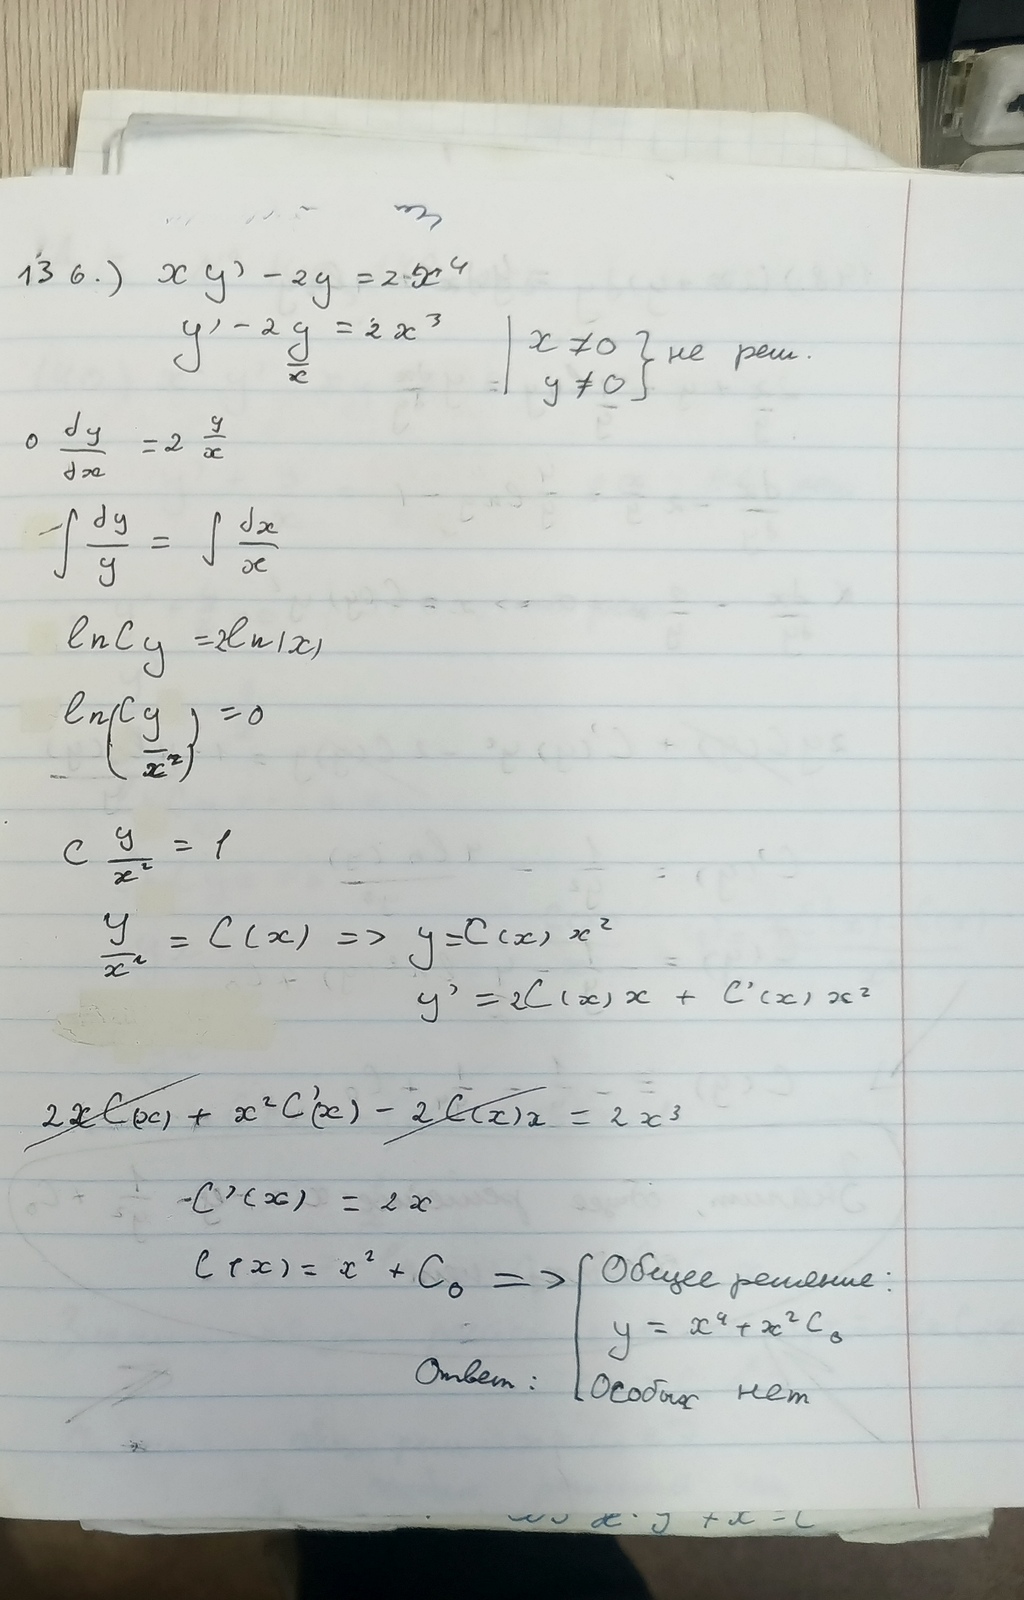 136.) xy' - 2y = 2x⁴
y' - 2y/x = 2x³ | x ≠ 0 } не реш.
y ≠ 0
o dy/dx = 2 y/x
∫ dy/y = ∫ dx/x
ln Cy = 2ln(x)
ln(Cy/x²) = 0
C y/x² = 1
y/x² = C(x) => y = C(x) x²
y' = 2C(x)x + C'(x)x²
2xC(x) + x²C'(x) - 2C(x)x = 2x³
C'(x) = 2x
C(x) = x² + C₀ => [ Общее решение:
y = x⁴ + x²C₀
Ответ: Особых нет